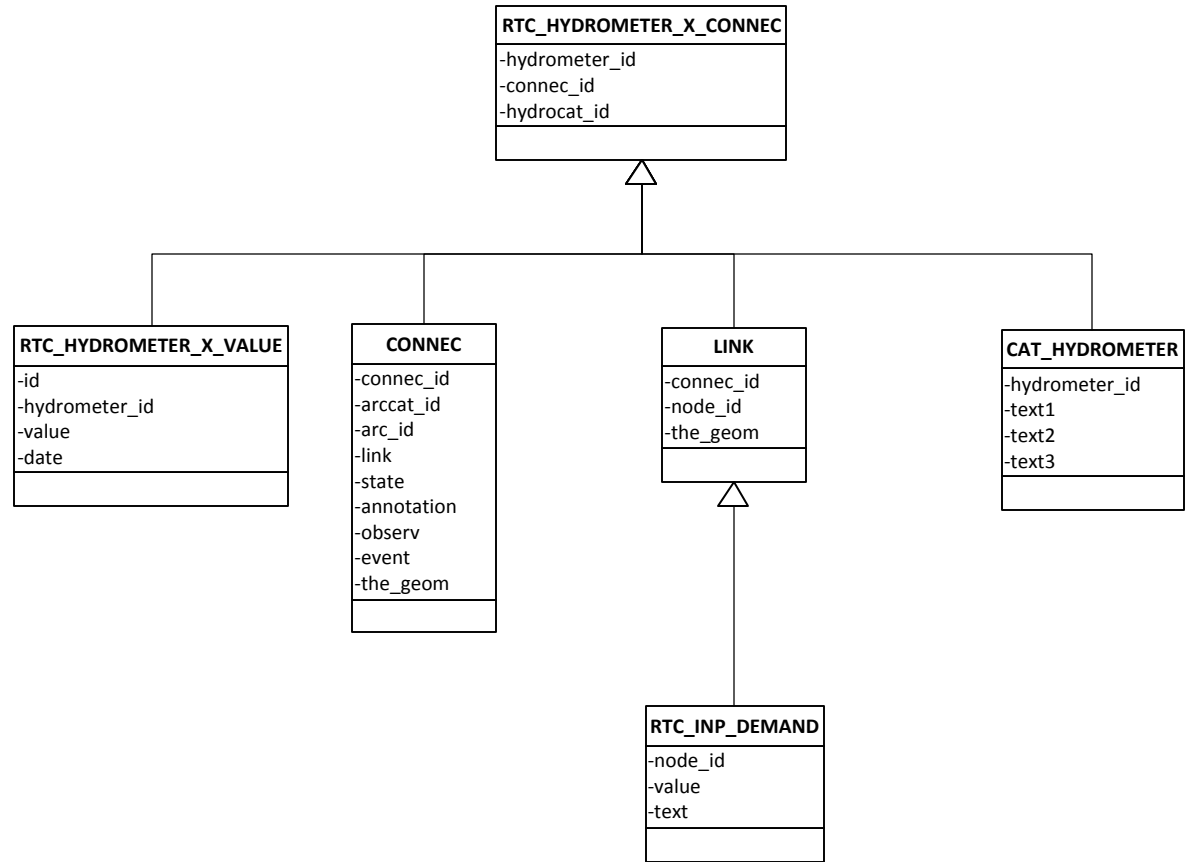 RTC_HYDROMETER_X_CONNEC
-hydrometer_id
-connec_id
-hydrocat_id
RTC_HYDROMETER_X_VALUE
-id
-hydrometer_id
-value
-date
CONNEC
-connec_id
-arccat_id
-arc_id
-link
-state
-annotation
-observ
-event
-the_geom
LINK
-connec_id
-node_id
-the_geom
CAT_HYDROMETER
-hydrometer_id
-text1
-text2
-text3
RTC_INP_DEMAND
-node_id
-value
-text